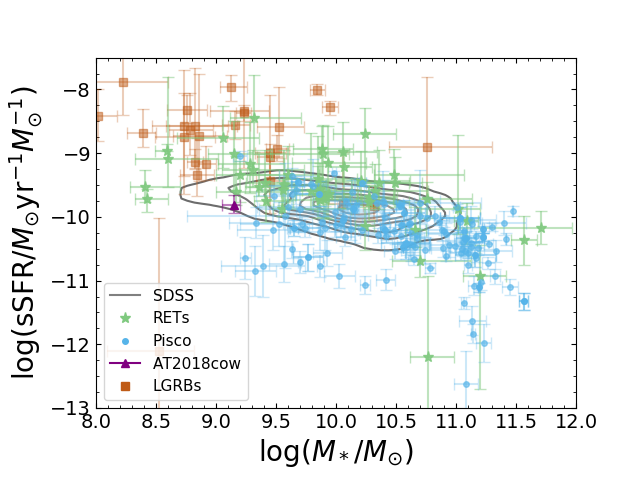 −8
−9
−10
−11
−12
−13
log(sSFR/M⊙yr⁻¹M⊙⁻¹)
SDSS
RETs
Pisco
AT2018cow
LGRBs
8.0 8.5 9.0 9.5 10.0 10.5 11.0 11.5 12.0
log(M*/M⊙)